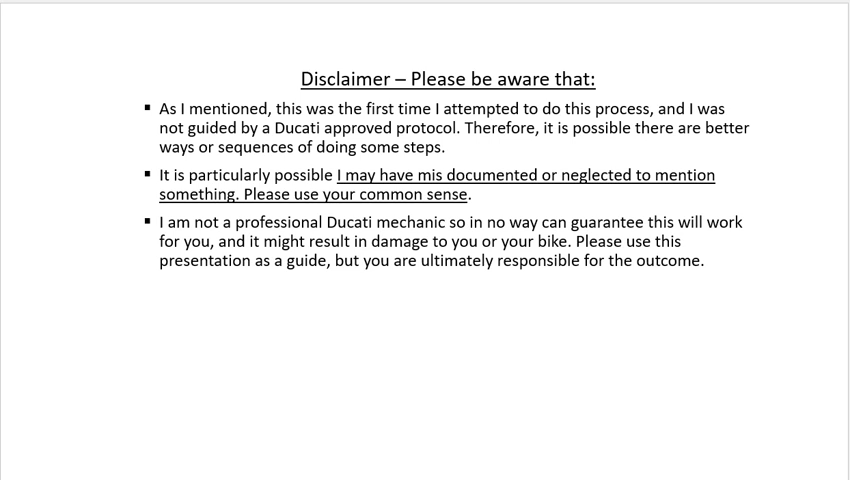 Disclaimer – Please be aware that:
▪ As I mentioned, this was the first time I attempted to do this process, and I was
not guided by a Ducati approved protocol. Therefore, it is possible there are better
ways or sequences of doing some steps.
▪ It is particularly possible I may have mis documented or neglected to mention
something. Please use your common sense.
▪ I am not a professional Ducati mechanic so in no way can guarantee this will work
for you, and it might result in damage to you or your bike. Please use this
presentation as a guide, but you are ultimately responsible for the outcome.